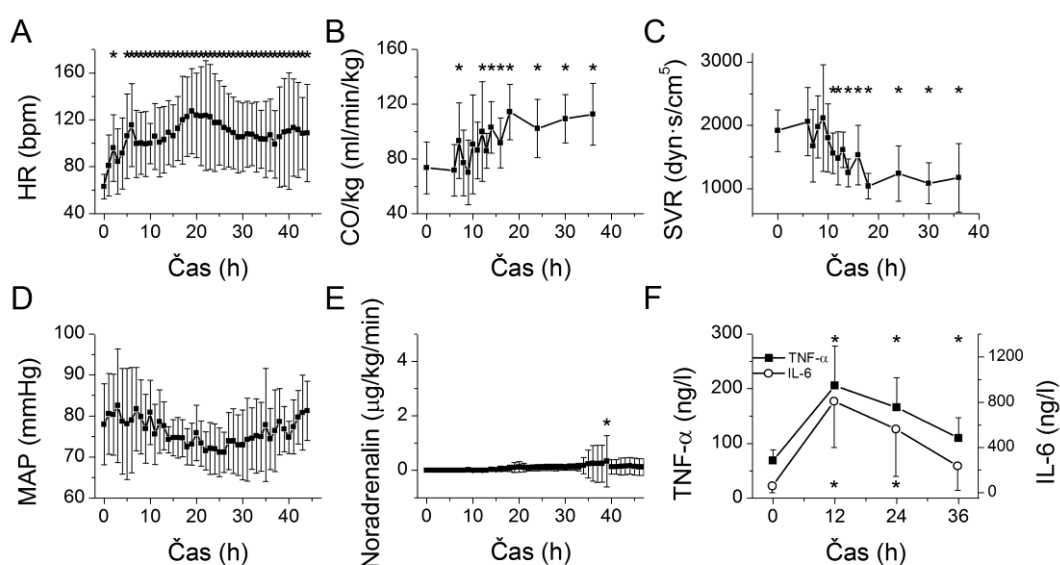 A
HR (bpm)
160
120
80
40
0 10 20 30 40
Čas (h)
* ****************************************
B
CO/kg (ml/min/kg)
160
120
80
40
0 10 20 30 40
Čas (h)
* **** * * *
C
SVR (dyn·s/cm⁵)
3000
2000
1000
0 10 20 30 40
Čas (h)
***** * * *
D
MAP (mmHg)
100
90
80
70
60
0 10 20 30 40
Čas (h)
E
Noradrenalin (µg/kg/min)
4
2
0
0 10 20 30 40
Čas (h)
*
F
TNF-α (ng/l)
300
200
100
0
TNF-α
IL-6
* * *
* *
0 12 24 36
Čas (h)
1200
800
400
0
IL-6 (ng/l)